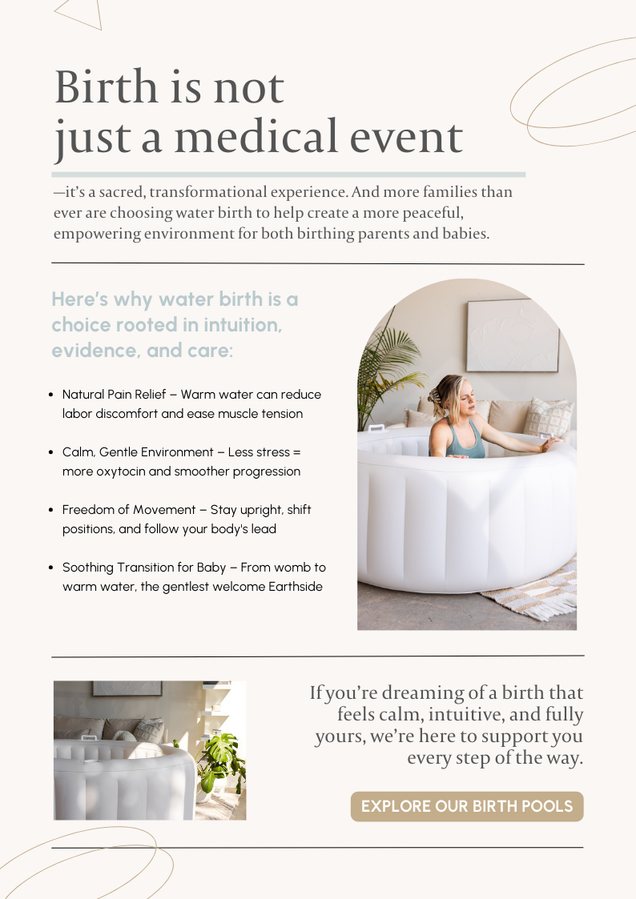 Birth is not
just a medical event
—it's a sacred, transformational experience. And more families than
ever are choosing water birth to help create a more peaceful,
empowering environment for both birthing parents and babies.
Here's why water birth is a
choice rooted in intuition,
evidence, and care:
• Natural Pain Relief – Warm water can reduce
labor discomfort and ease muscle tension
• Calm, Gentle Environment – Less stress =
more oxytocin and smoother progression
• Freedom of Movement – Stay upright, shift
positions, and follow your body's lead
• Soothing Transition for Baby – From womb to
warm water, the gentlest welcome Earthside
If you're dreaming of a birth that
feels calm, intuitive, and fully
yours, we're here to support you
every step of the way.
EXPLORE OUR BIRTH POOLS